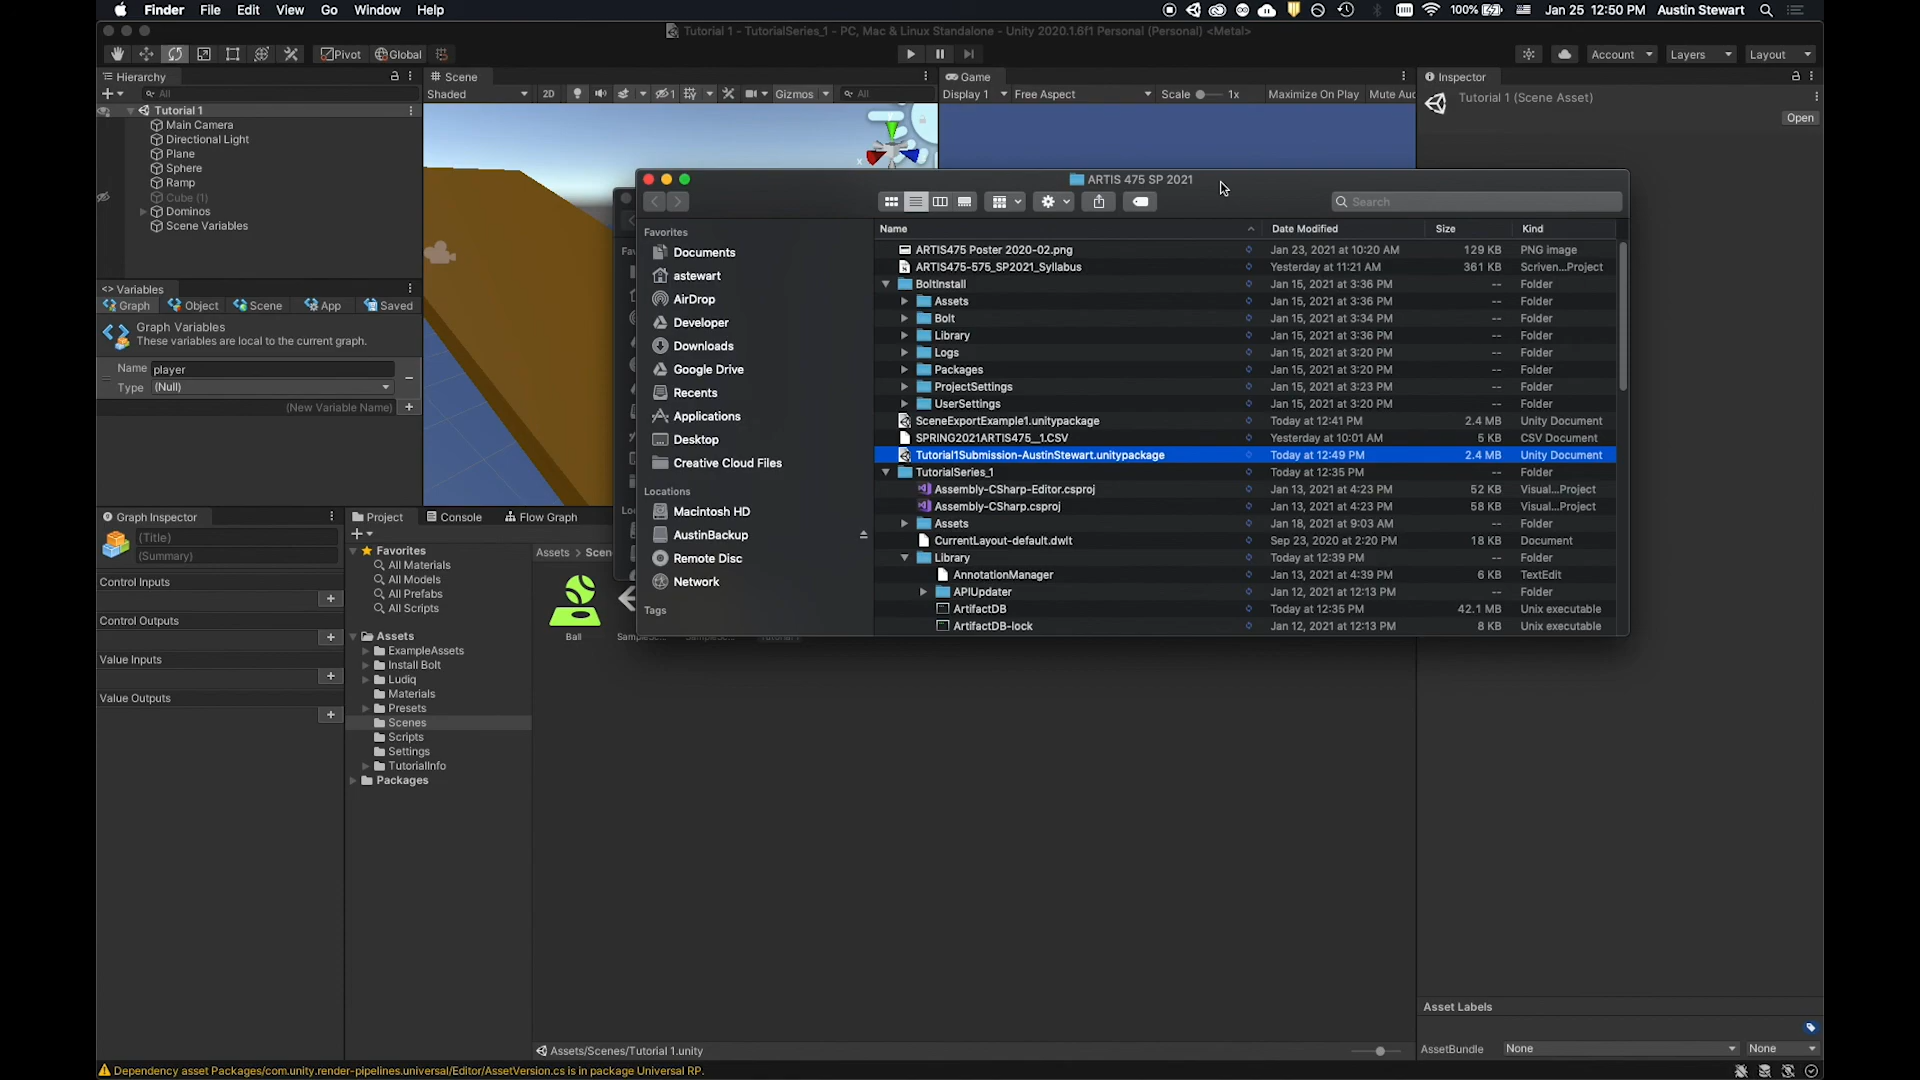 Finder File Edit View Go Window Help
100% Jan 25 12:50 PM Austin Stewart
Tutorial 1 - TutorialSeries_1 - PC, Mac & Linux Standalone - Unity 2020.1.6f1 Personal (Personal) <Metal>
Pivot Global Account Layers Layout
Hierarchy Scene Game Inspector
All Shaded 2D Gizmos All Display 1 Free Aspect Scale 1x Maximize On Play Mute Auc
Tutorial 1 (Scene Asset)
Open
Tutorial 1
Main Camera
Directional Light
Plane
Sphere
Ramp
Cube (1)
Dominos
Scene Variables
Variables
Graph Object Scene App Saved
Graph Variables
These variables are local to the current graph.
Name player
Type (Null)
(New Variable Name)
ARTIS 475 SP 2021
Search
Favorites
Documents
astewart
AirDrop
Developer
Downloads
Google Drive
Recents
Applications
Desktop
Creative Cloud Files
Locations
Macintosh HD
AustinBackup
Remote Disc
Network
Tags
Name Date Modified Size Kind
ARTIS475 Poster 2020-02.png Jan 23, 2021 at 10:20 AM 129 KB PNG image
ARTIS475-575_SP2021_Syllabus Yesterday at 11:21 AM 361 KB Scriven...Project
BoltInstall Jan 15, 2021 at 3:36 PM -- Folder
Assets Jan 15, 2021 at 3:36 PM -- Folder
Bolt Jan 15, 2021 at 3:34 PM -- Folder
Library Jan 15, 2021 at 3:36 PM -- Folder
Logs Jan 15, 2021 at 3:20 PM -- Folder
Packages Jan 15, 2021 at 3:20 PM -- Folder
ProjectSettings Jan 15, 2021 at 3:23 PM -- Folder
UserSettings Jan 15, 2021 at 3:20 PM -- Folder
SceneExportExample1.unitypackage Today at 12:41 PM 2.4 MB Unity Document
SPRING2021ARTIS475__1.CSV Yesterday at 10:01 AM 5 KB CSV Document
Tutorial1Submission-AustinStewart.unitypackage Today at 12:49 PM 2.4 MB Unity Document
TutorialSeries_1 Today at 12:35 PM -- Folder
Assembly-CSharp-Editor.csproj Jan 13, 2021 at 4:23 PM 52 KB Visual...Project
Assembly-CSharp.csproj Jan 13, 2021 at 4:23 PM 58 KB Visual...Project
Assets Jan 18, 2021 at 9:03 AM -- Folder
CurrentLayout-default.dwlt Sep 23, 2020 at 2:20 PM 18 KB Document
Library Today at 12:39 PM -- Folder
AnnotationManager Jan 13, 2021 at 4:39 PM 6 KB TextEdit
APIUpdater Jan 12, 2021 at 12:13 PM -- Folder
ArtifactDB Today at 12:35 PM 42.1 MB Unix executable
ArtifactDB-lock Jan 12, 2021 at 12:13 PM 8 KB Unix executable
Graph Inspector
(Title)
(Summary)
Control Inputs
Control Outputs
Value Inputs
Value Outputs
Project Console Flow Graph
Favorites
All Materials
All Models
All Prefabs
All Scripts
Assets
ExampleAssets
Install Bolt
Ludiq
Materials
Presets
Scenes
Scripts
Settings
TutorialInfo
Packages
Assets > Scen
Ball
Assets/Scenes/Tutorial 1.unity
Asset Labels
AssetBundle None None
Dependency asset Packages/com.unity.render-pipelines.universal/Editor/AssetVersion.cs is in package Universal RP.